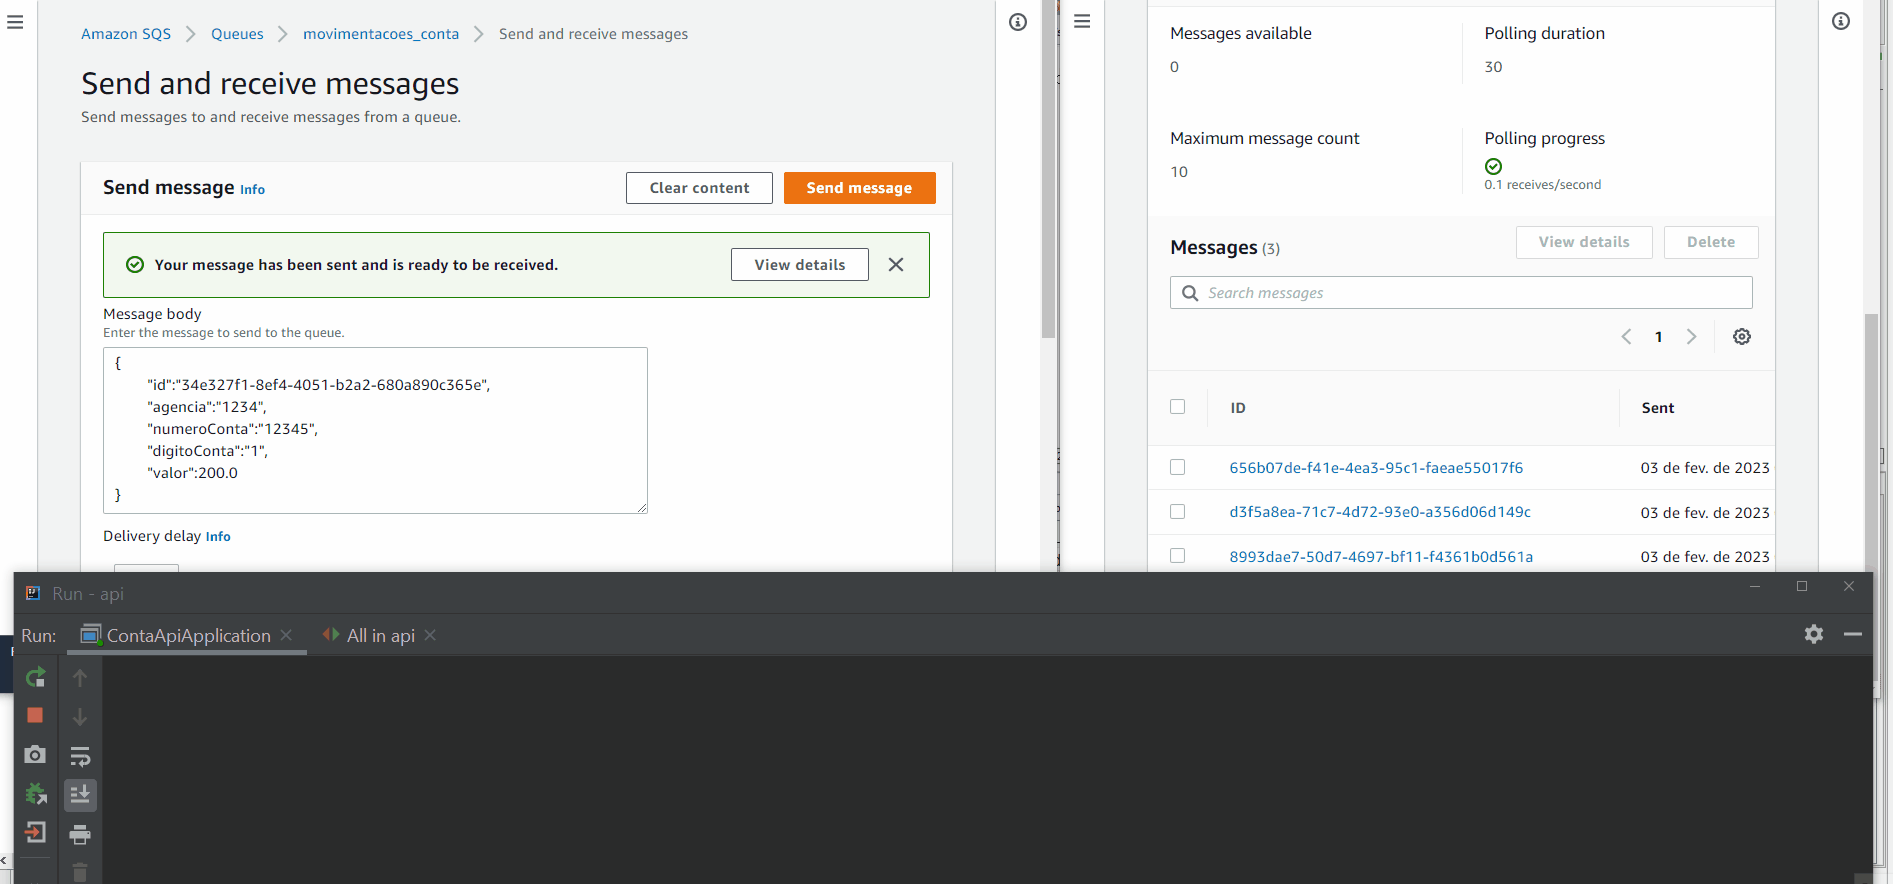 Amazon SQS > Queues > movimentacoes_conta > Send and receive messages
Send and receive messages
Send messages to and receive messages from a queue.
Send message Info
Clear content
Send message
Your message has been sent and is ready to be received.
View details
Message body
Enter the message to send to the queue.
{
"id":"34e327f1-8ef4-4051-b2a2-680a890c365e",
"agencia":"1234",
"numeroConta":"12345",
"digitoConta":"1",
"valor":200.0
}
Delivery delay Info
Messages available
0
Polling duration
30
Maximum message count
10
Polling progress
0.1 receives/second
Messages (3)
View details
Delete
Search messages
1
ID Sent
656b07de-f41e-4ea3-95c1-faeae55017f6 03 de fev. de 2023
d3f5a8ea-71c7-4d72-93e0-a356d06d149c 03 de fev. de 2023
8993dae7-50d7-4697-bf11-f4361b0d561a 03 de fev. de 2023
Run - api
Run: ContaApiApplication All in api